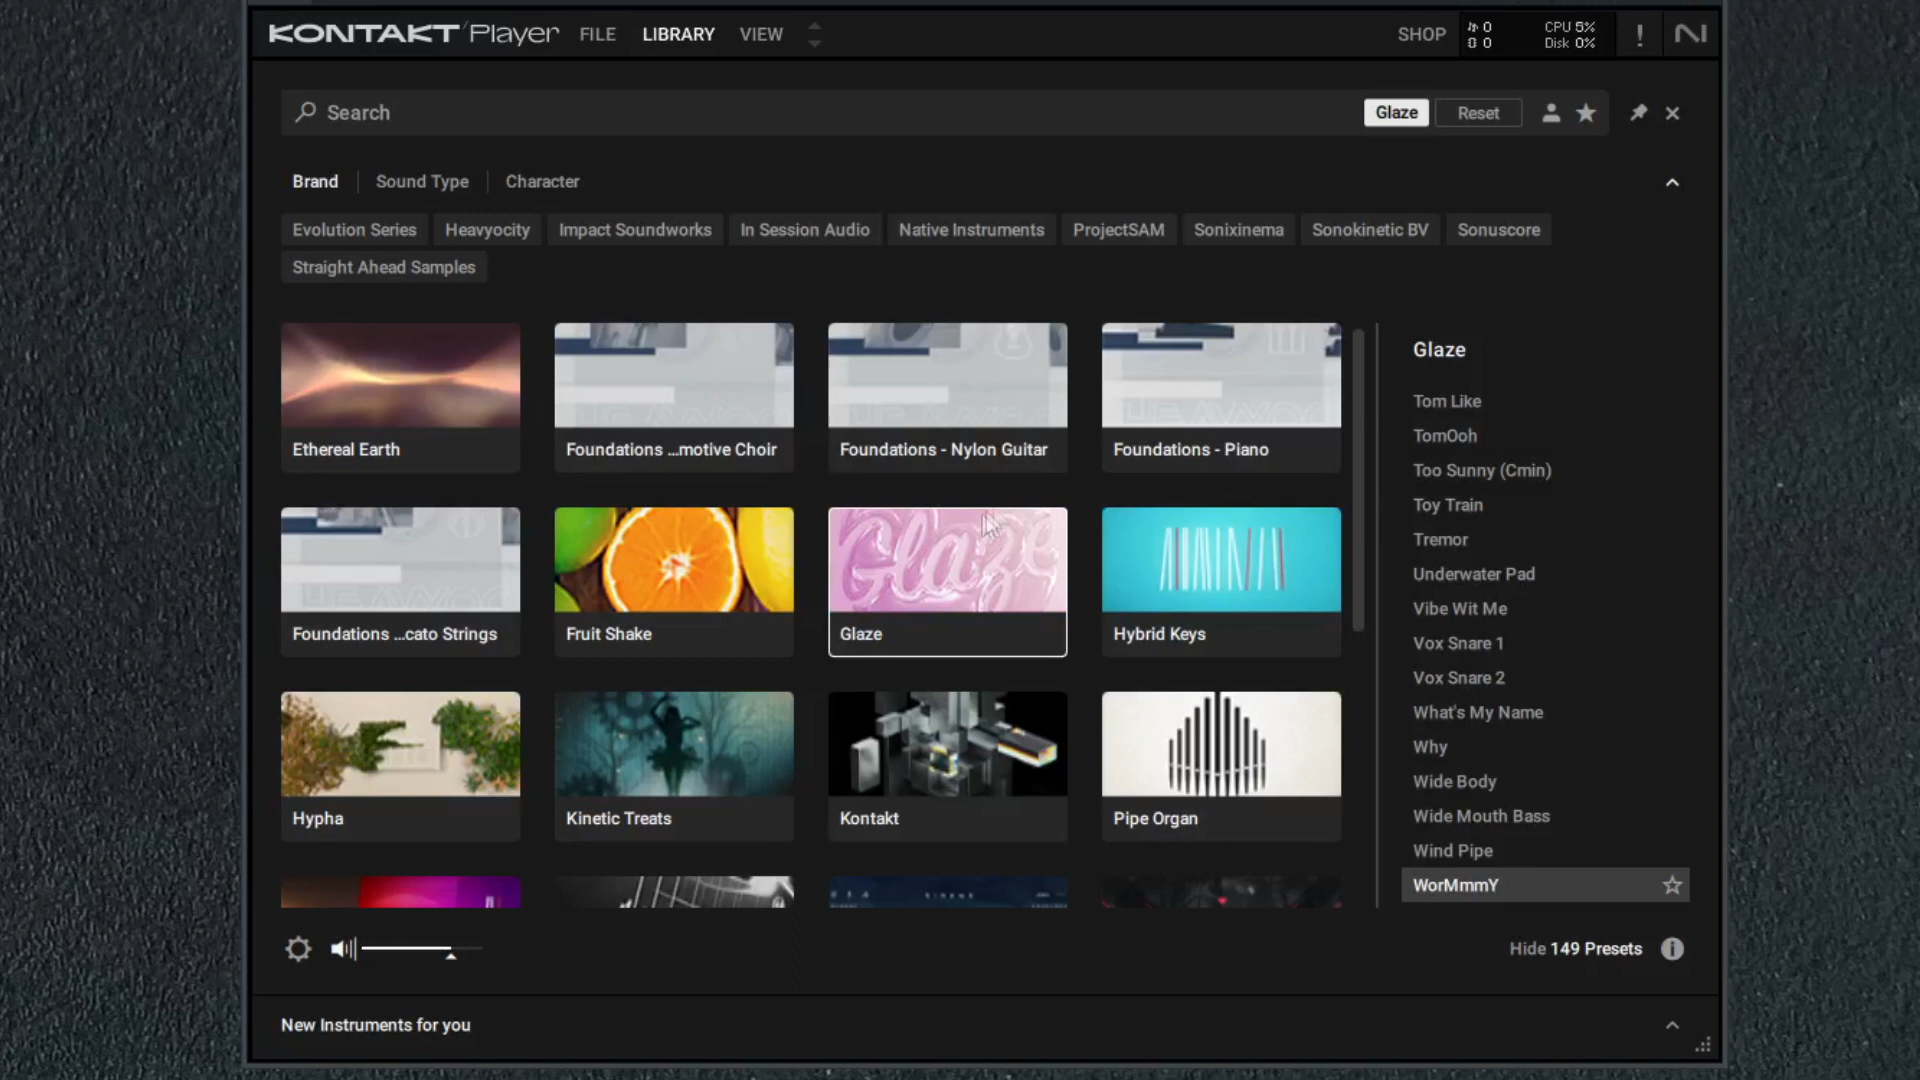 KONTAKT Player FILE LIBRARY VIEW SHOP 0 CPU 5%
0 Disk 0% !
Search Glaze Reset
Brand Sound Type Character
Evolution Series Heavyocity Impact Soundworks In Session Audio Native Instruments ProjectSAM Sonixinema Sonokinetic BV Sonuscore
Straight Ahead Samples
Ethereal Earth Foundations ...motive Choir Foundations - Nylon Guitar Foundations - Piano
Glaze
Foundations ...cato Strings Fruit Shake Glaze Hybrid Keys
Hypha Kinetic Treats Kontakt Pipe Organ
Glaze
Tom Like
TomOoh
Too Sunny (Cmin)
Toy Train
Tremor
Underwater Pad
Vibe Wit Me
Vox Snare 1
Vox Snare 2
What's My Name
Why
Wide Body
Wide Mouth Bass
Wind Pipe
WorMmmY
Hide 149 Presets
New Instruments for you